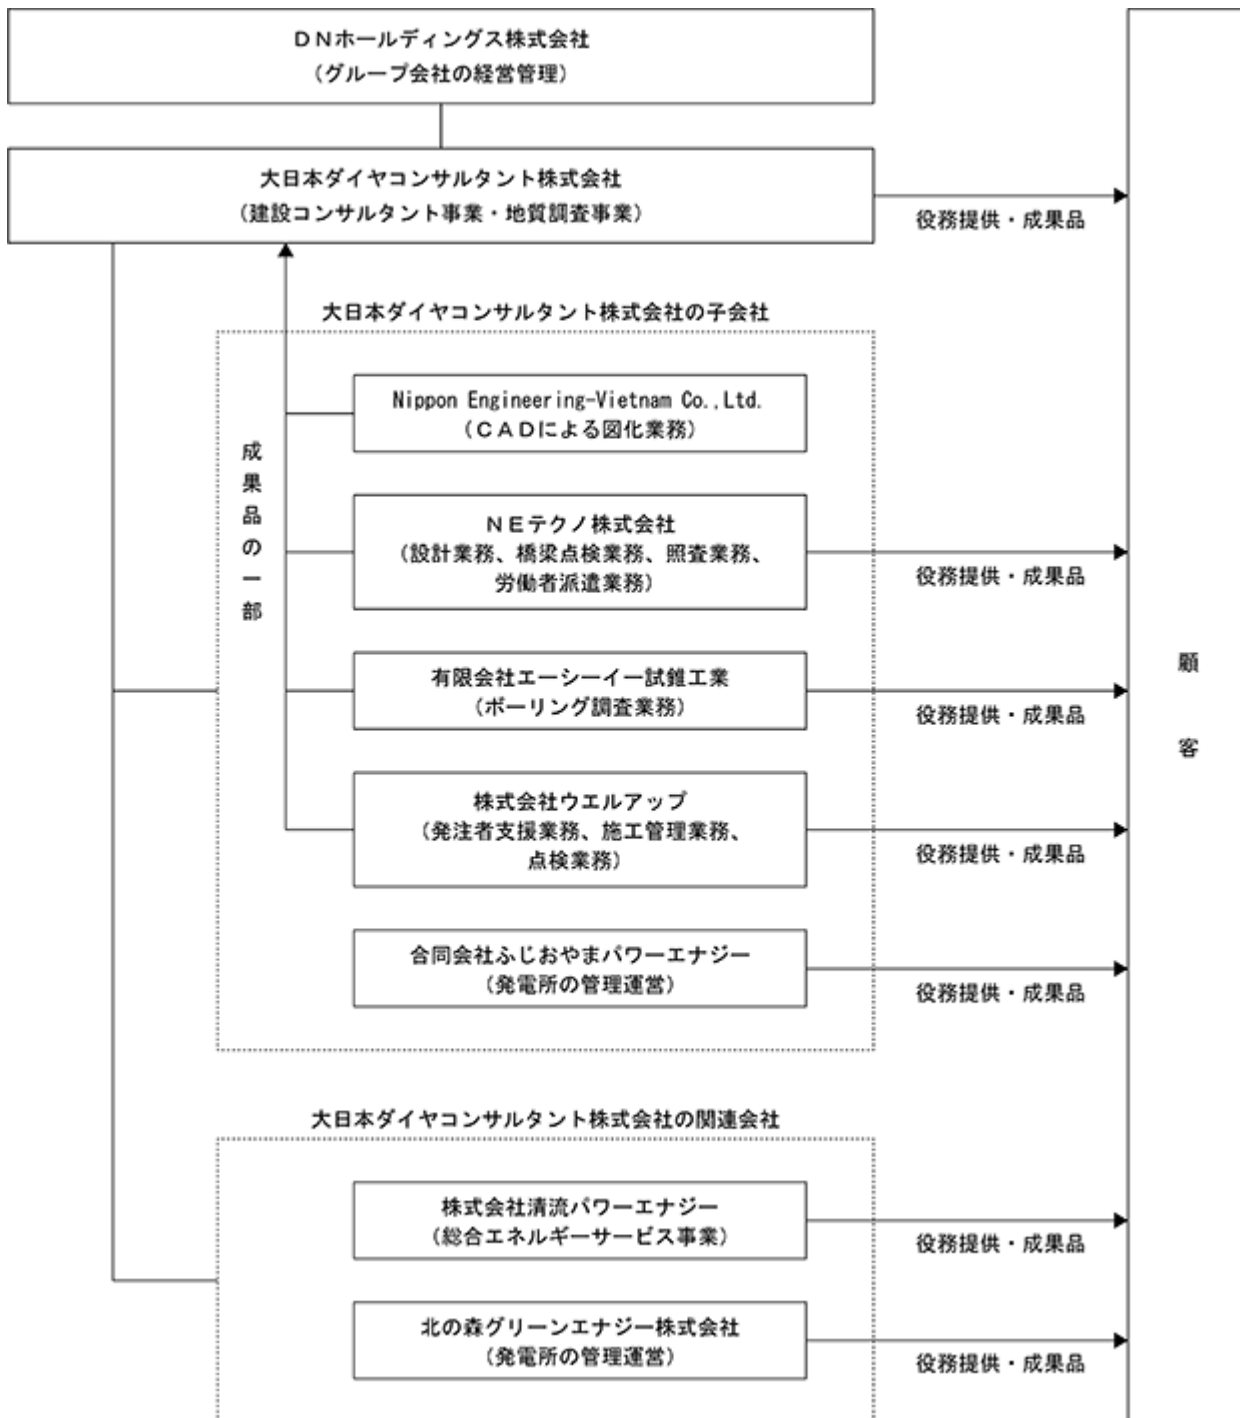 ＤＮホールディングス株式会社
（グループ会社の経営管理）
大日本ダイヤコンサルタント株式会社
（建設コンサルタント事業・地質調査事業）
役務提供・成果品
大日本ダイヤコンサルタント株式会社の子会社
成果品の一部
Nippon Engineering-Vietnam Co.,Ltd.
（ＣＡＤによる図化業務）
ＮＥテクノ株式会社
（設計業務、橋梁点検業務、照査業務、
労働者派遣業務）
役務提供・成果品
有限会社エーシーイー試錐工業
（ボーリング調査業務）
役務提供・成果品
株式会社ウエルアップ
（発注者支援業務、施工管理業務、
点検業務）
役務提供・成果品
合同会社ふじおやまパワーエナジー
（発電所の管理運営）
役務提供・成果品
顧客
大日本ダイヤコンサルタント株式会社の関連会社
株式会社清流パワーエナジー
（総合エネルギーサービス事業）
役務提供・成果品
北の森グリーンエナジー株式会社
（発電所の管理運営）
役務提供・成果品